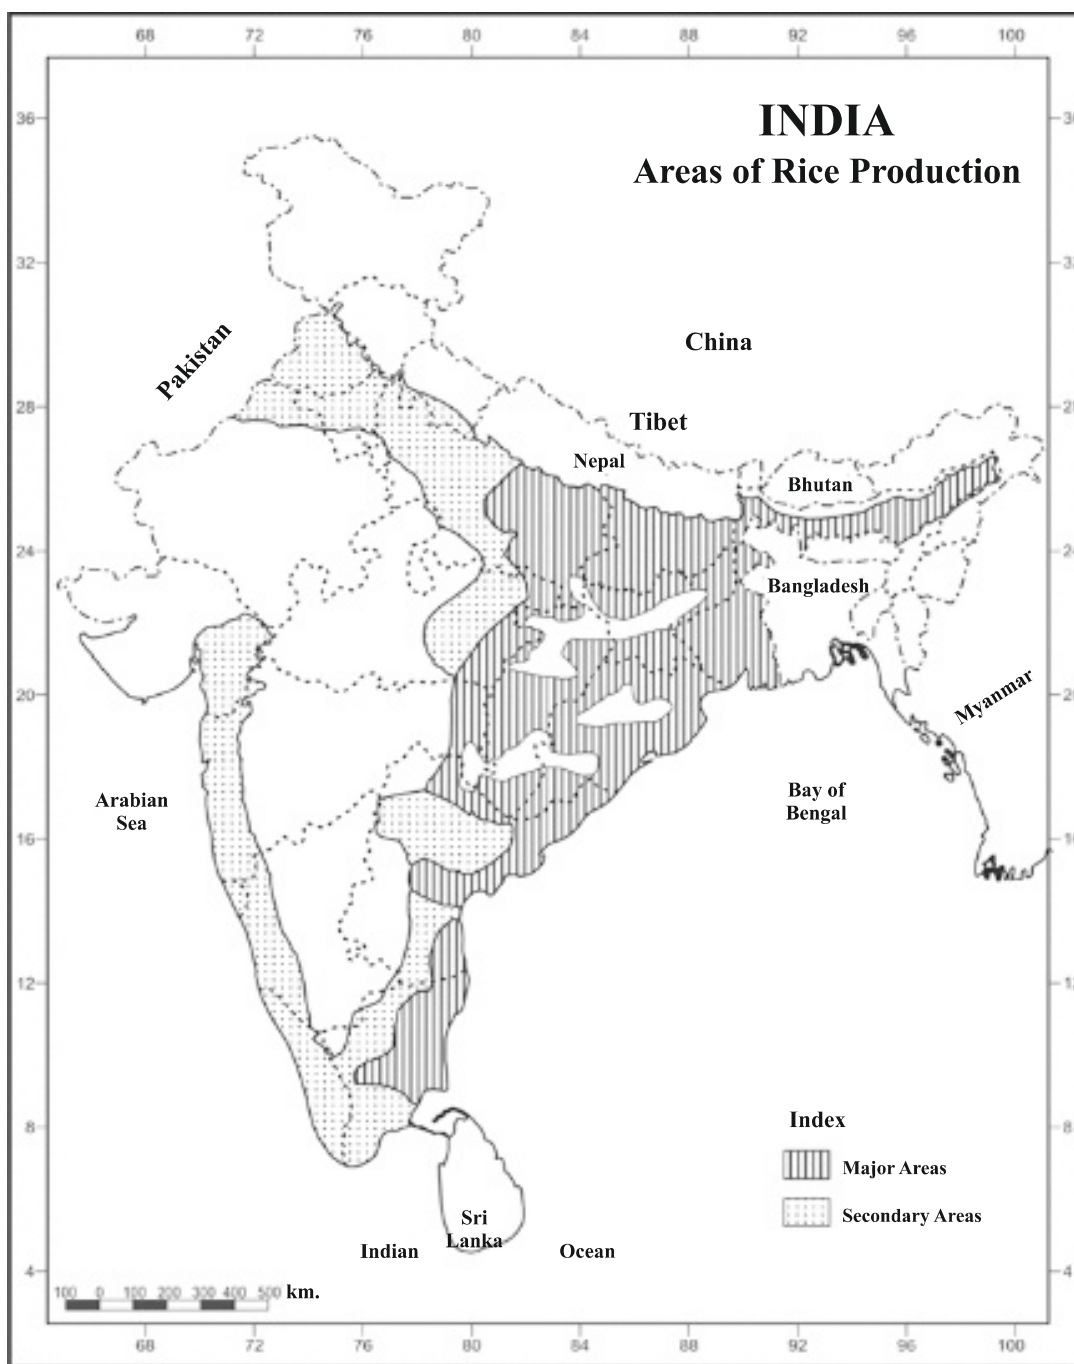 68 72 76 80 84 88 92 96 100
INDIA
Areas of Rice Production
36
32 32
Pakistan
China
28
Tibet
Nepal
Bhutan
24
Bangladesh
20
Myanmar
Arabian
Sea
Bay of
Bengal
16
12
8
Index
Major Areas
Secondary Areas
Sri
Lanka
Indian Ocean
4
100 0 100 200 300 400 500 km.
68 72 76 80 84 88 92 96 100